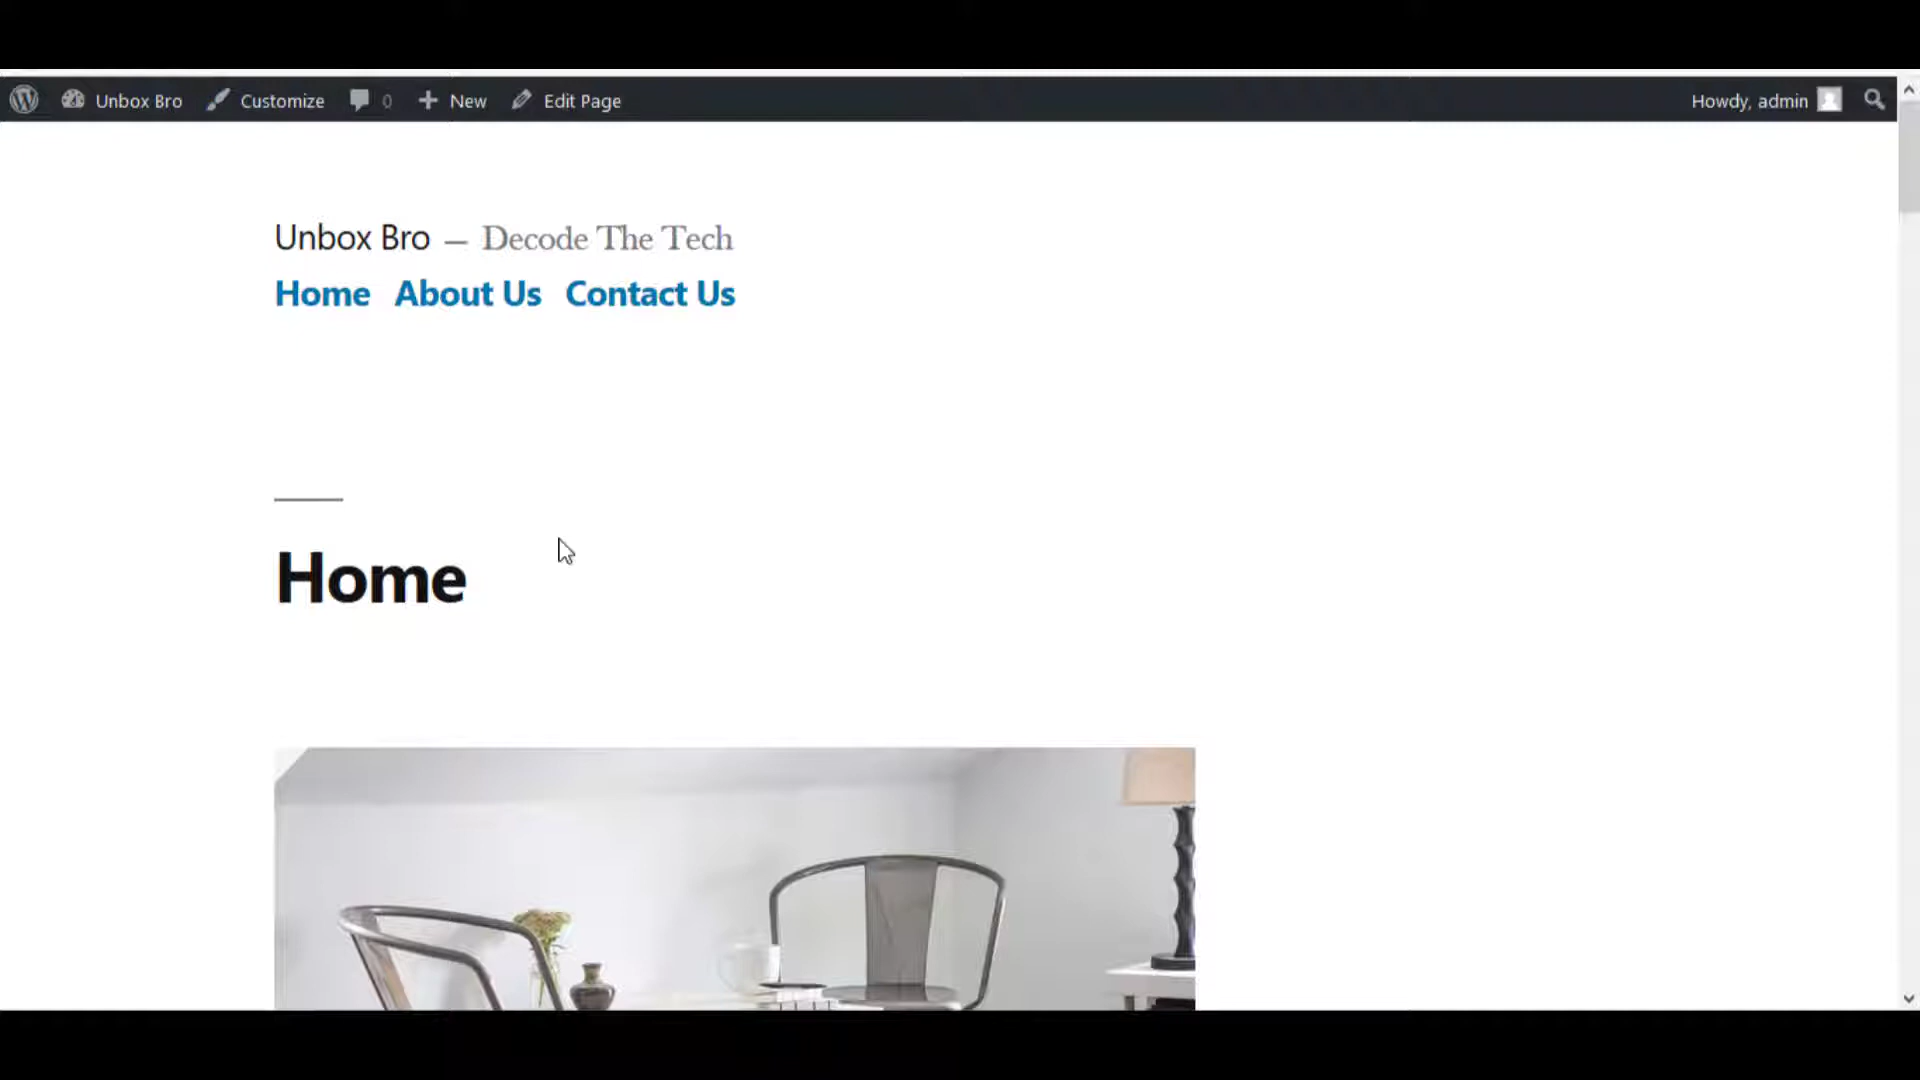 Unbox Bro Customize 0 New Edit Page Howdy, admin
Unbox Bro — Decode The Tech
Home About Us Contact Us
Home